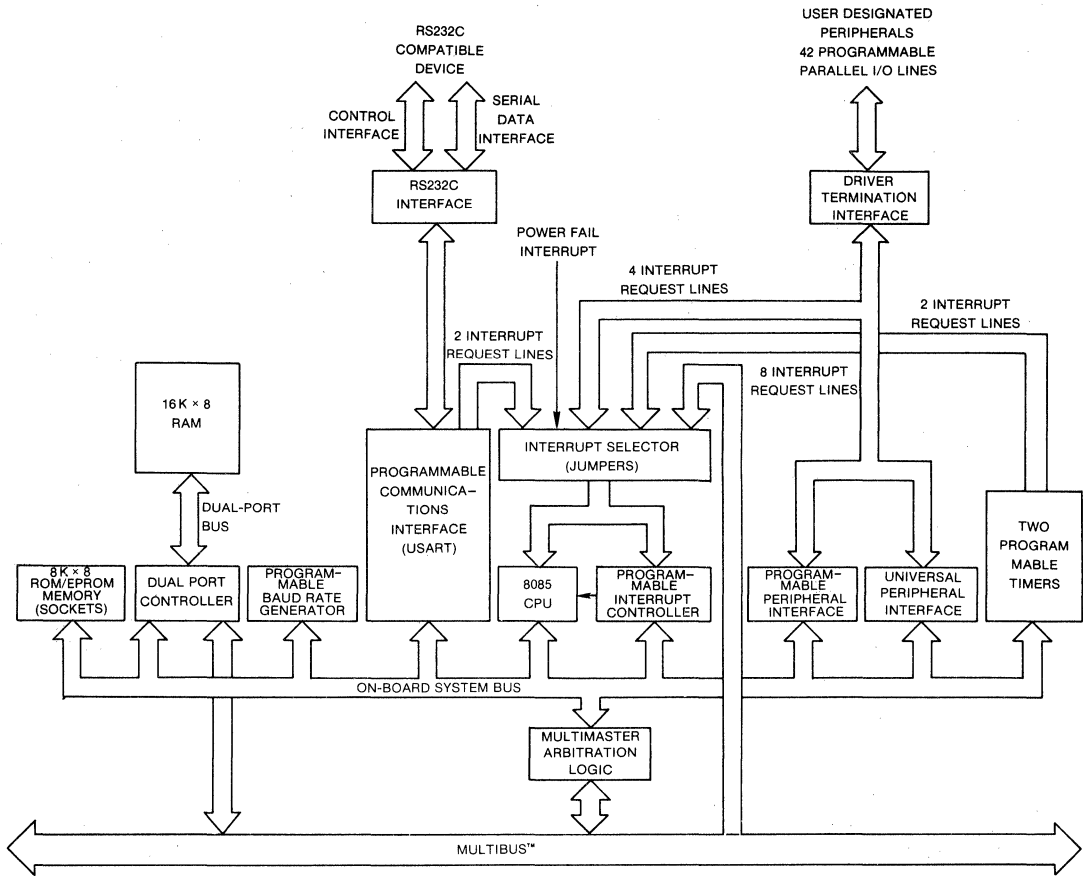 RS232C
COMPATIBLE
DEVICE
USER DESIGNATED
PERIPHERALS
42 PROGRAMMABLE
PARALLEL I/O LINES
CONTROL
INTERFACE
SERIAL
DATA
INTERFACE
RS232C
INTERFACE
DRIVER
TERMINATION
INTERFACE
POWER FAIL
INTERRUPT
4 INTERRUPT
REQUEST LINES
2 INTERRUPT
REQUEST LINES
2 INTERRUPT
REQUEST LINES
8 INTERRUPT
REQUEST LINES
16K × 8
RAM
DUAL-PORT
BUS
PROGRAMMABLE
COMMUNICA-
TIONS
INTERFACE
(USART)
INTERRUPT SELECTOR
(JUMPERS)
TWO
PROGRAM
MABLE
TIMERS
8K × 8
ROM/EPROM
MEMORY
(SOCKETS)
DUAL PORT
CONTROLLER
PROGRAM-
MABLE
BAUD RATE
GENERATOR
8085
CPU
PROGRAM-
MABLE
INTERRUPT
CONTROLLER
PROGRAM-
MABLE
PERIPHERAL INTERFACE
UNIVERSAL
PERIPHERAL
INTERFACE
ON-BOARD SYSTEM BUS
MULTIMASTER
ARBITRATION
LOGIC
MULTIBUS™